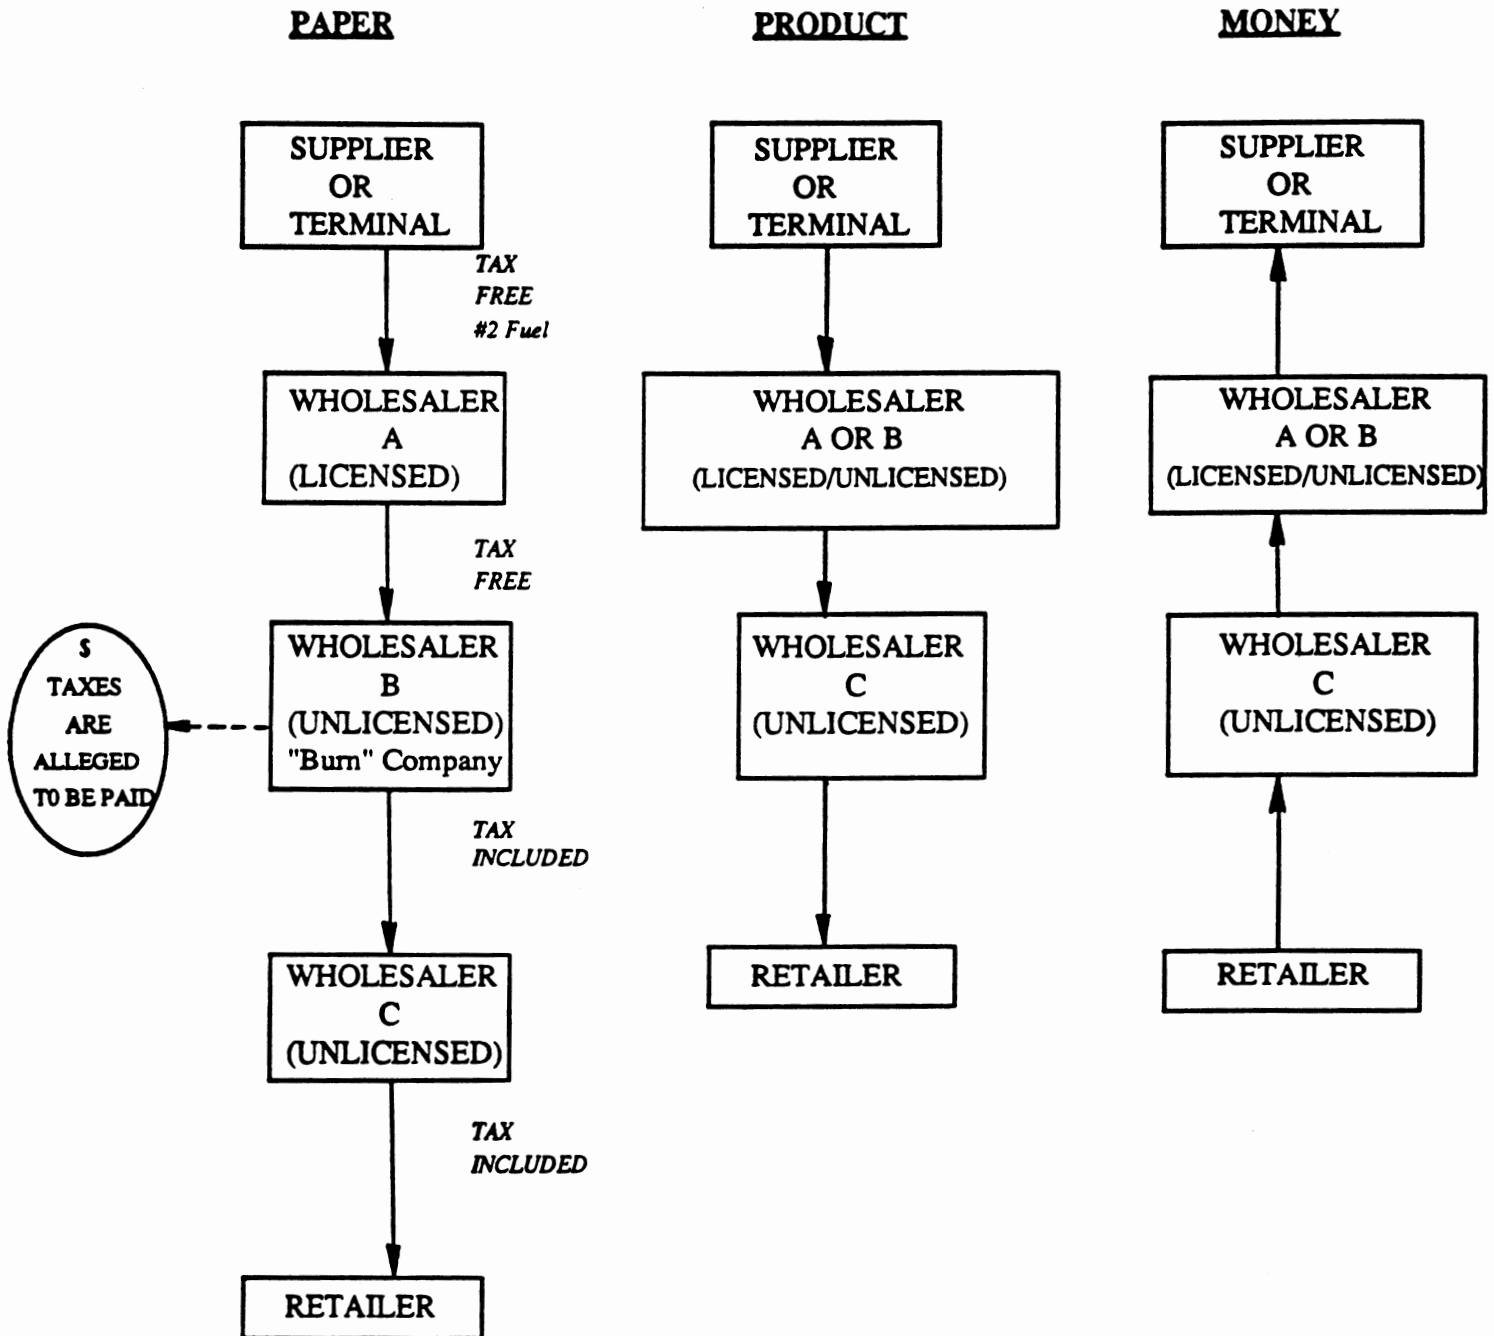 PAPER
SUPPLIER
OR
TERMINAL
TAX
FREE
#2 Fuel
WHOLESALER
A
(LICENSED)
TAX
FREE
WHOLESALER
B
(UNLICENSED)
"Burn" Company
$
TAXES
ARE
ALLEGED
TO BE PAID
TAX
INCLUDED
WHOLESALER
C
(UNLICENSED)
TAX
INCLUDED
RETAILER
PRODUCT
SUPPLIER
OR
TERMINAL
WHOLESALER
A OR B
(LICENSED/UNLICENSED)
WHOLESALER
C
(UNLICENSED)
RETAILER
MONEY
SUPPLIER
OR
TERMINAL
WHOLESALER
A OR B
(LICENSED/UNLICENSED)
WHOLESALER
C
(UNLICENSED)
RETAILER